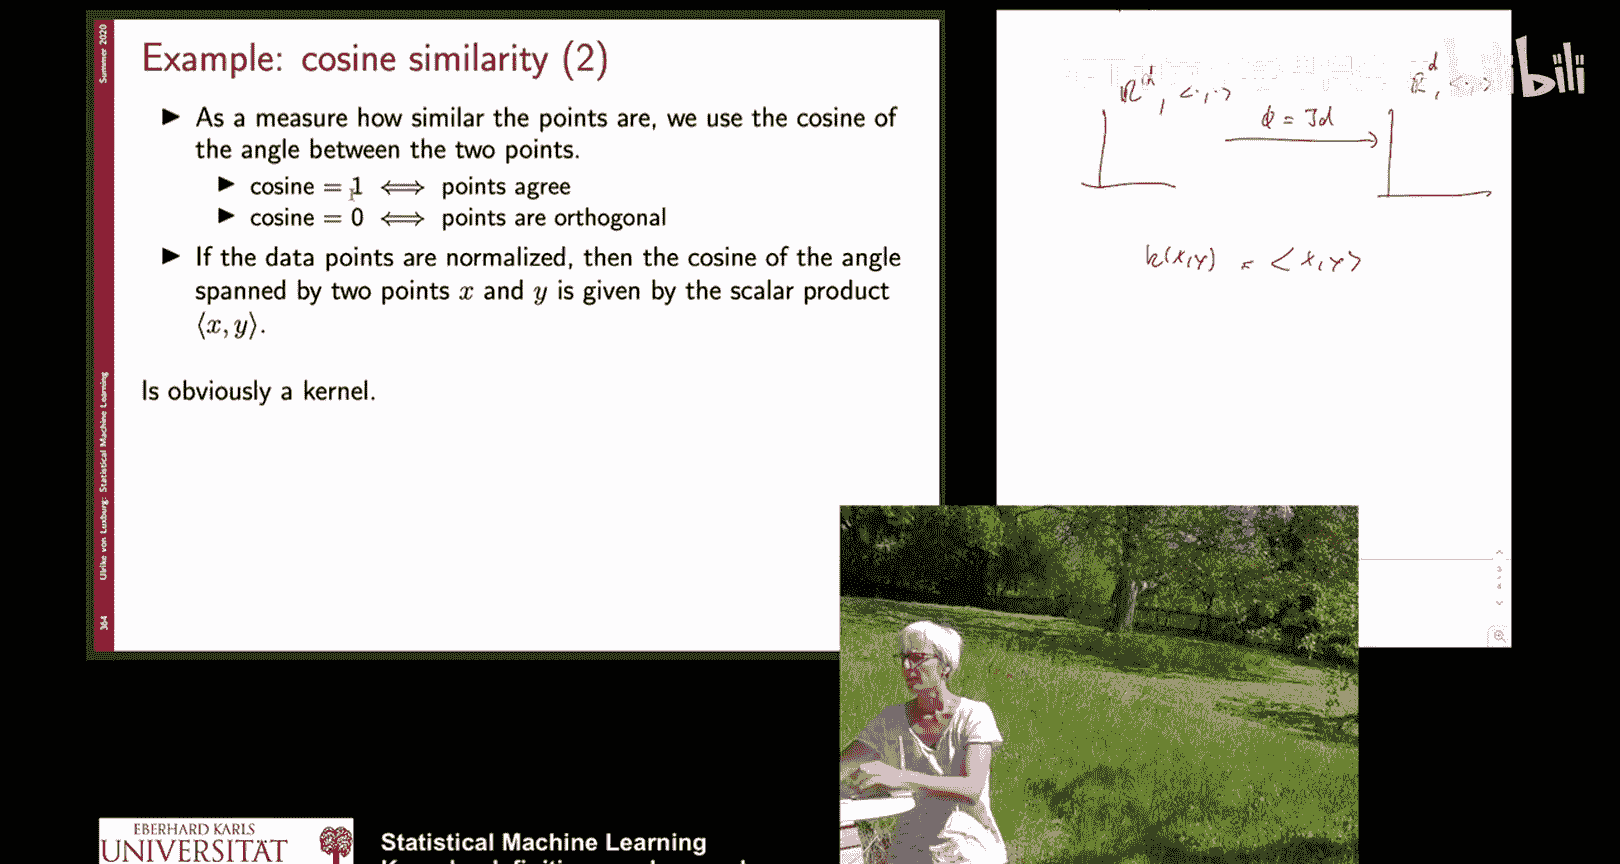 Example: cosine similarity (2)
As a measure how similar the points are, we use the cosine of
the angle between the two points.
cosine = 1 ⟺ points agree
cosine = 0 ⟺ points are orthogonal
If the data points are normalized, then the cosine of the angle
spanned by two points x and y is given by the scalar product
⟨x, y⟩.
Is obviously a kernel.
Summer 2020
Ulrike von Luxburg: Statistical Machine Learning
364
ℝᵈ, <·,·>
ϕ = Id
ℝᵈ, <·,·>
k(x,y) = <x,y>
bilibili
EBERHARD KARLS
UNIVERSITÄT
Statistical Machine Learning